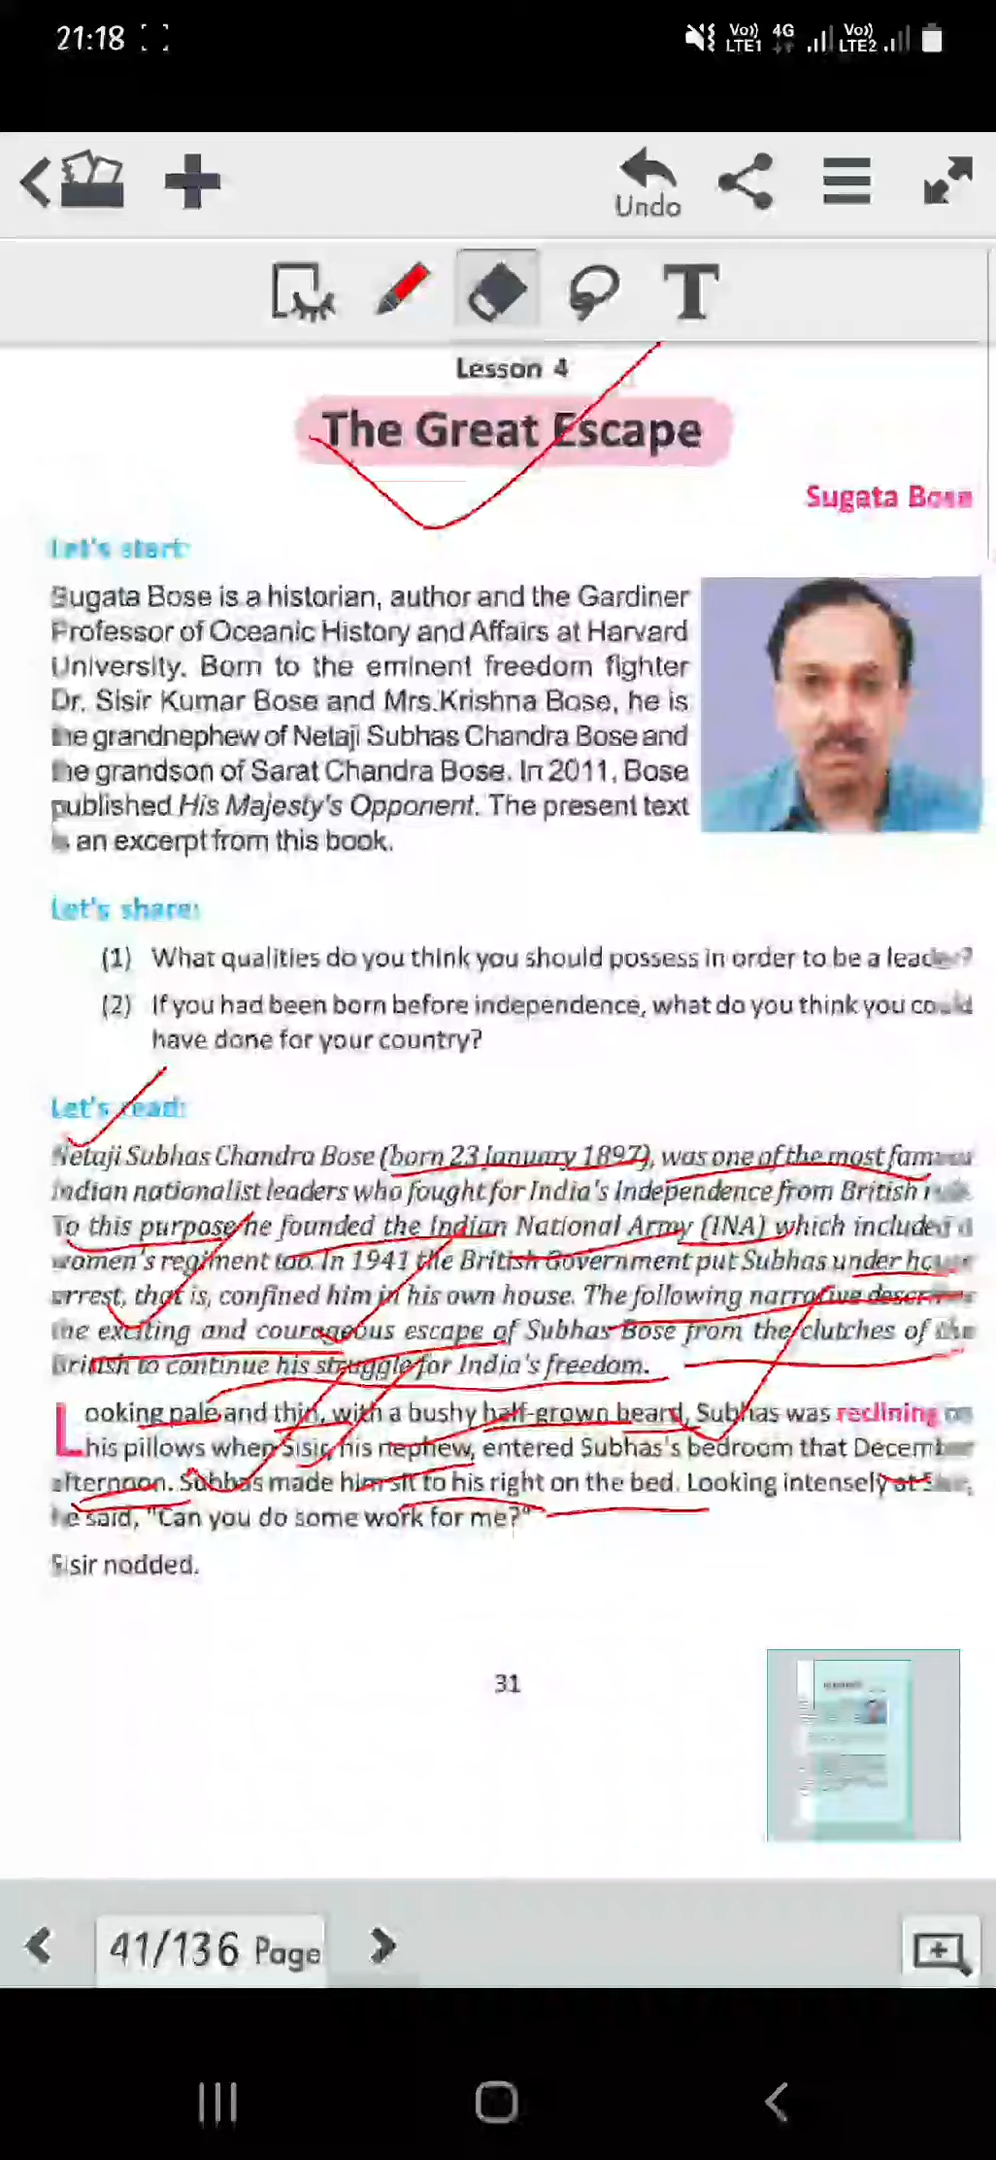 21:18
Vo)) LTE1 4G Vo)) LTE2
Undo
T
Lesson 4
The Great Escape
Sugata Bose
Let's start:
Sugata Bose is a historian, author and the Gardiner
Professor of Oceanic History and Affairs at Harvard
University. Born to the eminent freedom fighter
Dr. Sisir Kumar Bose and Mrs.Krishna Bose, he is
the grandnephew of Netaji Subhas Chandra Bose and
the grandson of Sarat Chandra Bose. In 2011, Bose
published His Majesty's Opponent. The present text
is an excerpt from this book.
Let's share:
(1) What qualities do you think you should possess in order to be a leader?
(2) If you had been born before independence, what do you think you could
have done for your country?
Let's read:
Netaji Subhas Chandra Bose (born 23 January 1897), was one of the most famous
Indian nationalist leaders who fought for India's Independence from British rule.
To this purpose he founded the Indian National Army (INA) which included a
women's regiment too. In 1941 the British Government put Subhas under house
arrest, that is, confined him in his own house. The following narrative describes
the exciting and courageous escape of Subhas Bose from the clutches of the
British to continue his struggle for India's freedom.
Looking pale and thin, with a bushy half-grown beard, Subhas was reclining on
his pillows when Sisir, his nephew, entered Subhas's bedroom that December
afternoon. Subhas made him sit to his right on the bed. Looking intensely at Sisir,
he said, "Can you do some work for me?"
Sisir nodded.
31
41/136 Page